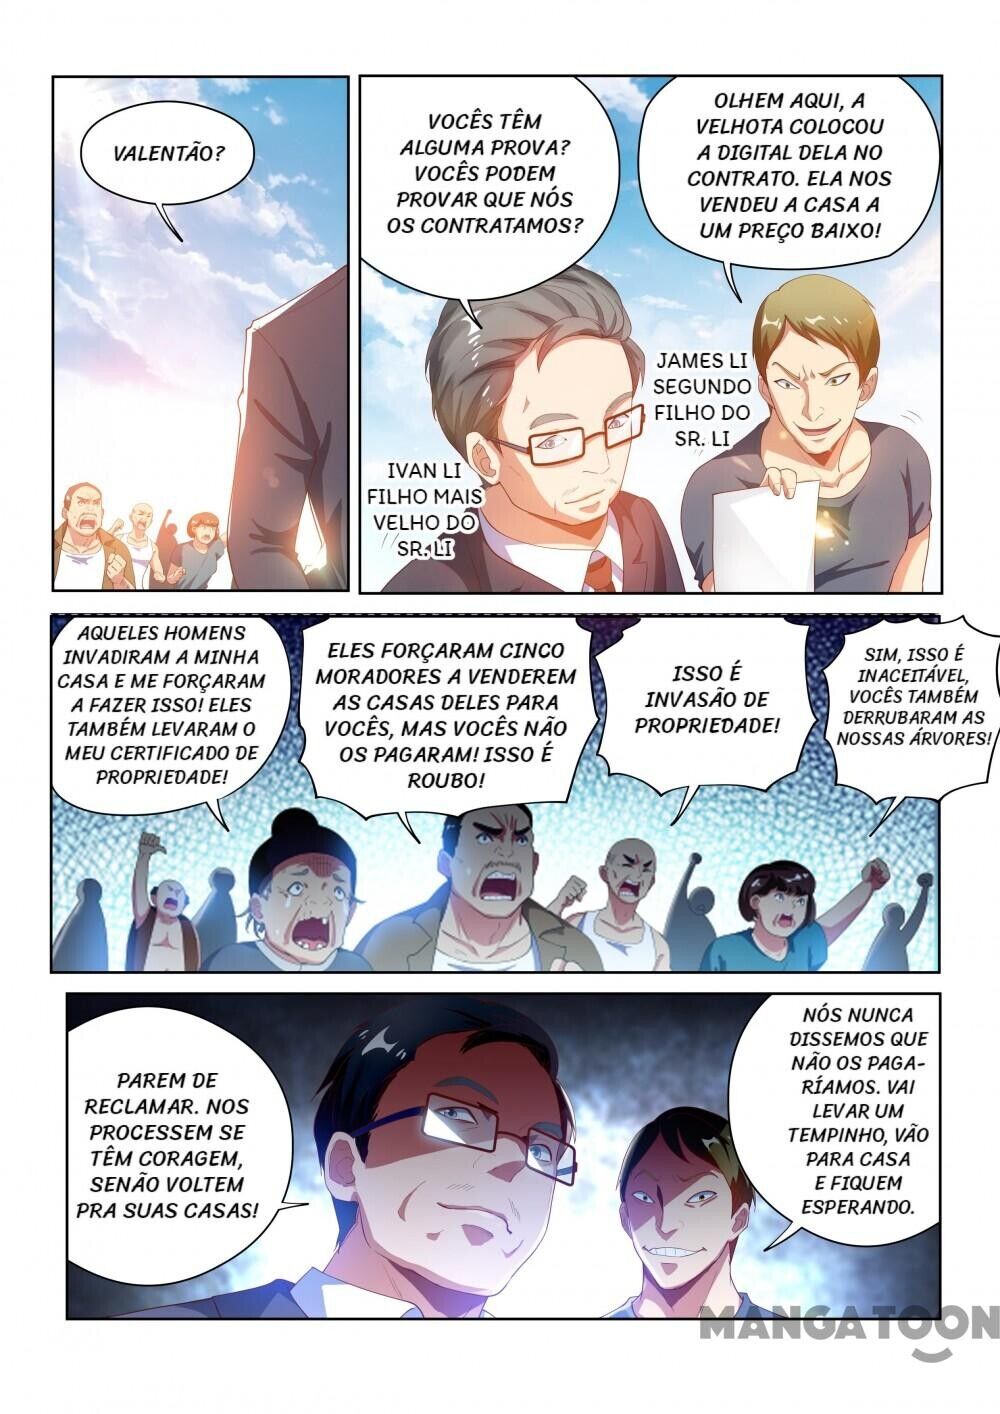 VALENTÃO?
VOCÊS TÊM
ALGUMA PROVA?
VOCÊS PODEM
PROVAR QUE NÓS
OS CONTRATAMOS?
OLHEM AQUI, A
VELHOTA COLOCOU
A DIGITAL DELA NO
CONTRATO. ELA NOS
VENDEU A CASA A
UM PREÇO BAIXO!
IVAN LI
FILHO MAIS
VELHO DO
SR. LI
JAMES LI
SEGUNDO
FILHO DO
SR. LI
AQUELES HOMENS
INVADIRAM A MINHA
CASA E ME FORÇARAM
A FAZER ISSO! ELES
TAMBÉM LEVARAM O
MEU CERTIFICADO DE
PROPRIEDADE!
ELES FORÇARAM CINCO
MORADORES A VENDEREM
AS CASAS DELES PARA
VOCÊS, MAS VOCÊS NÃO
OS PAGARAM! ISSO É
ROUBO!
ISSO É
INVASÃO DE
PROPRIEDADE!
SIM, ISSO É
INACEITÁVEL,
VOCÊS TAMBÉM
DERRUBARAM AS
NOSSAS ÁRVORES!
PAREM DE
RECLAMAR. NOS
PROCESSEM SE
TÊM CORAGEM,
SENÃO VOLTEM
PRA SUAS CASAS!
NÓS NUNCA
DISSEMOS QUE
NÃO OS PAGA-
RÍAMOS. VAI
LEVAR UM
TEMPINHO, VÃO
PARA CASA
E FIQUEM
ESPERANDO.
MANGATOON